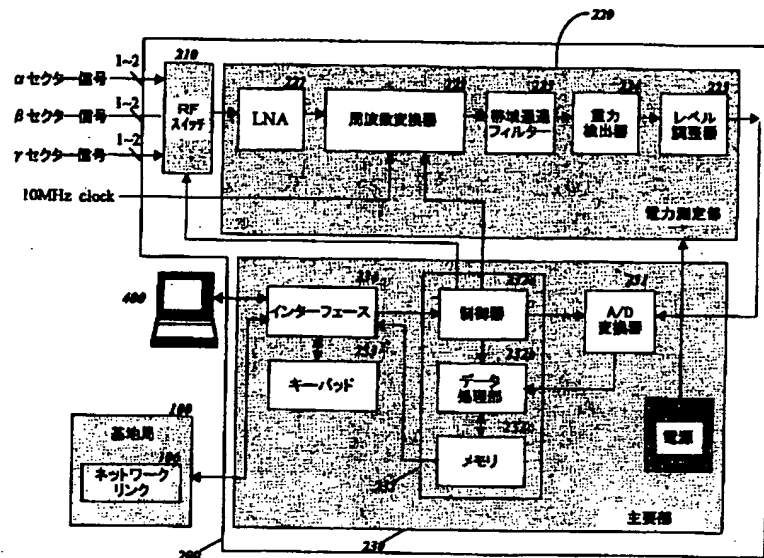 220
1~2
210
αセクター信号
1~2
βセクター信号
1~2
γセクター信号
RF
スイッチ
LNA
周波数変換器
帯域通過
フィルター
検出器
レベル
調整器
10MHz clock
電力測定部
400
インターフェース
制御器
A/D
変換器
キーパッド
データ
処理部
メモリ
電源
100
基地局
ネットワーク
リンク
主要部
200
230